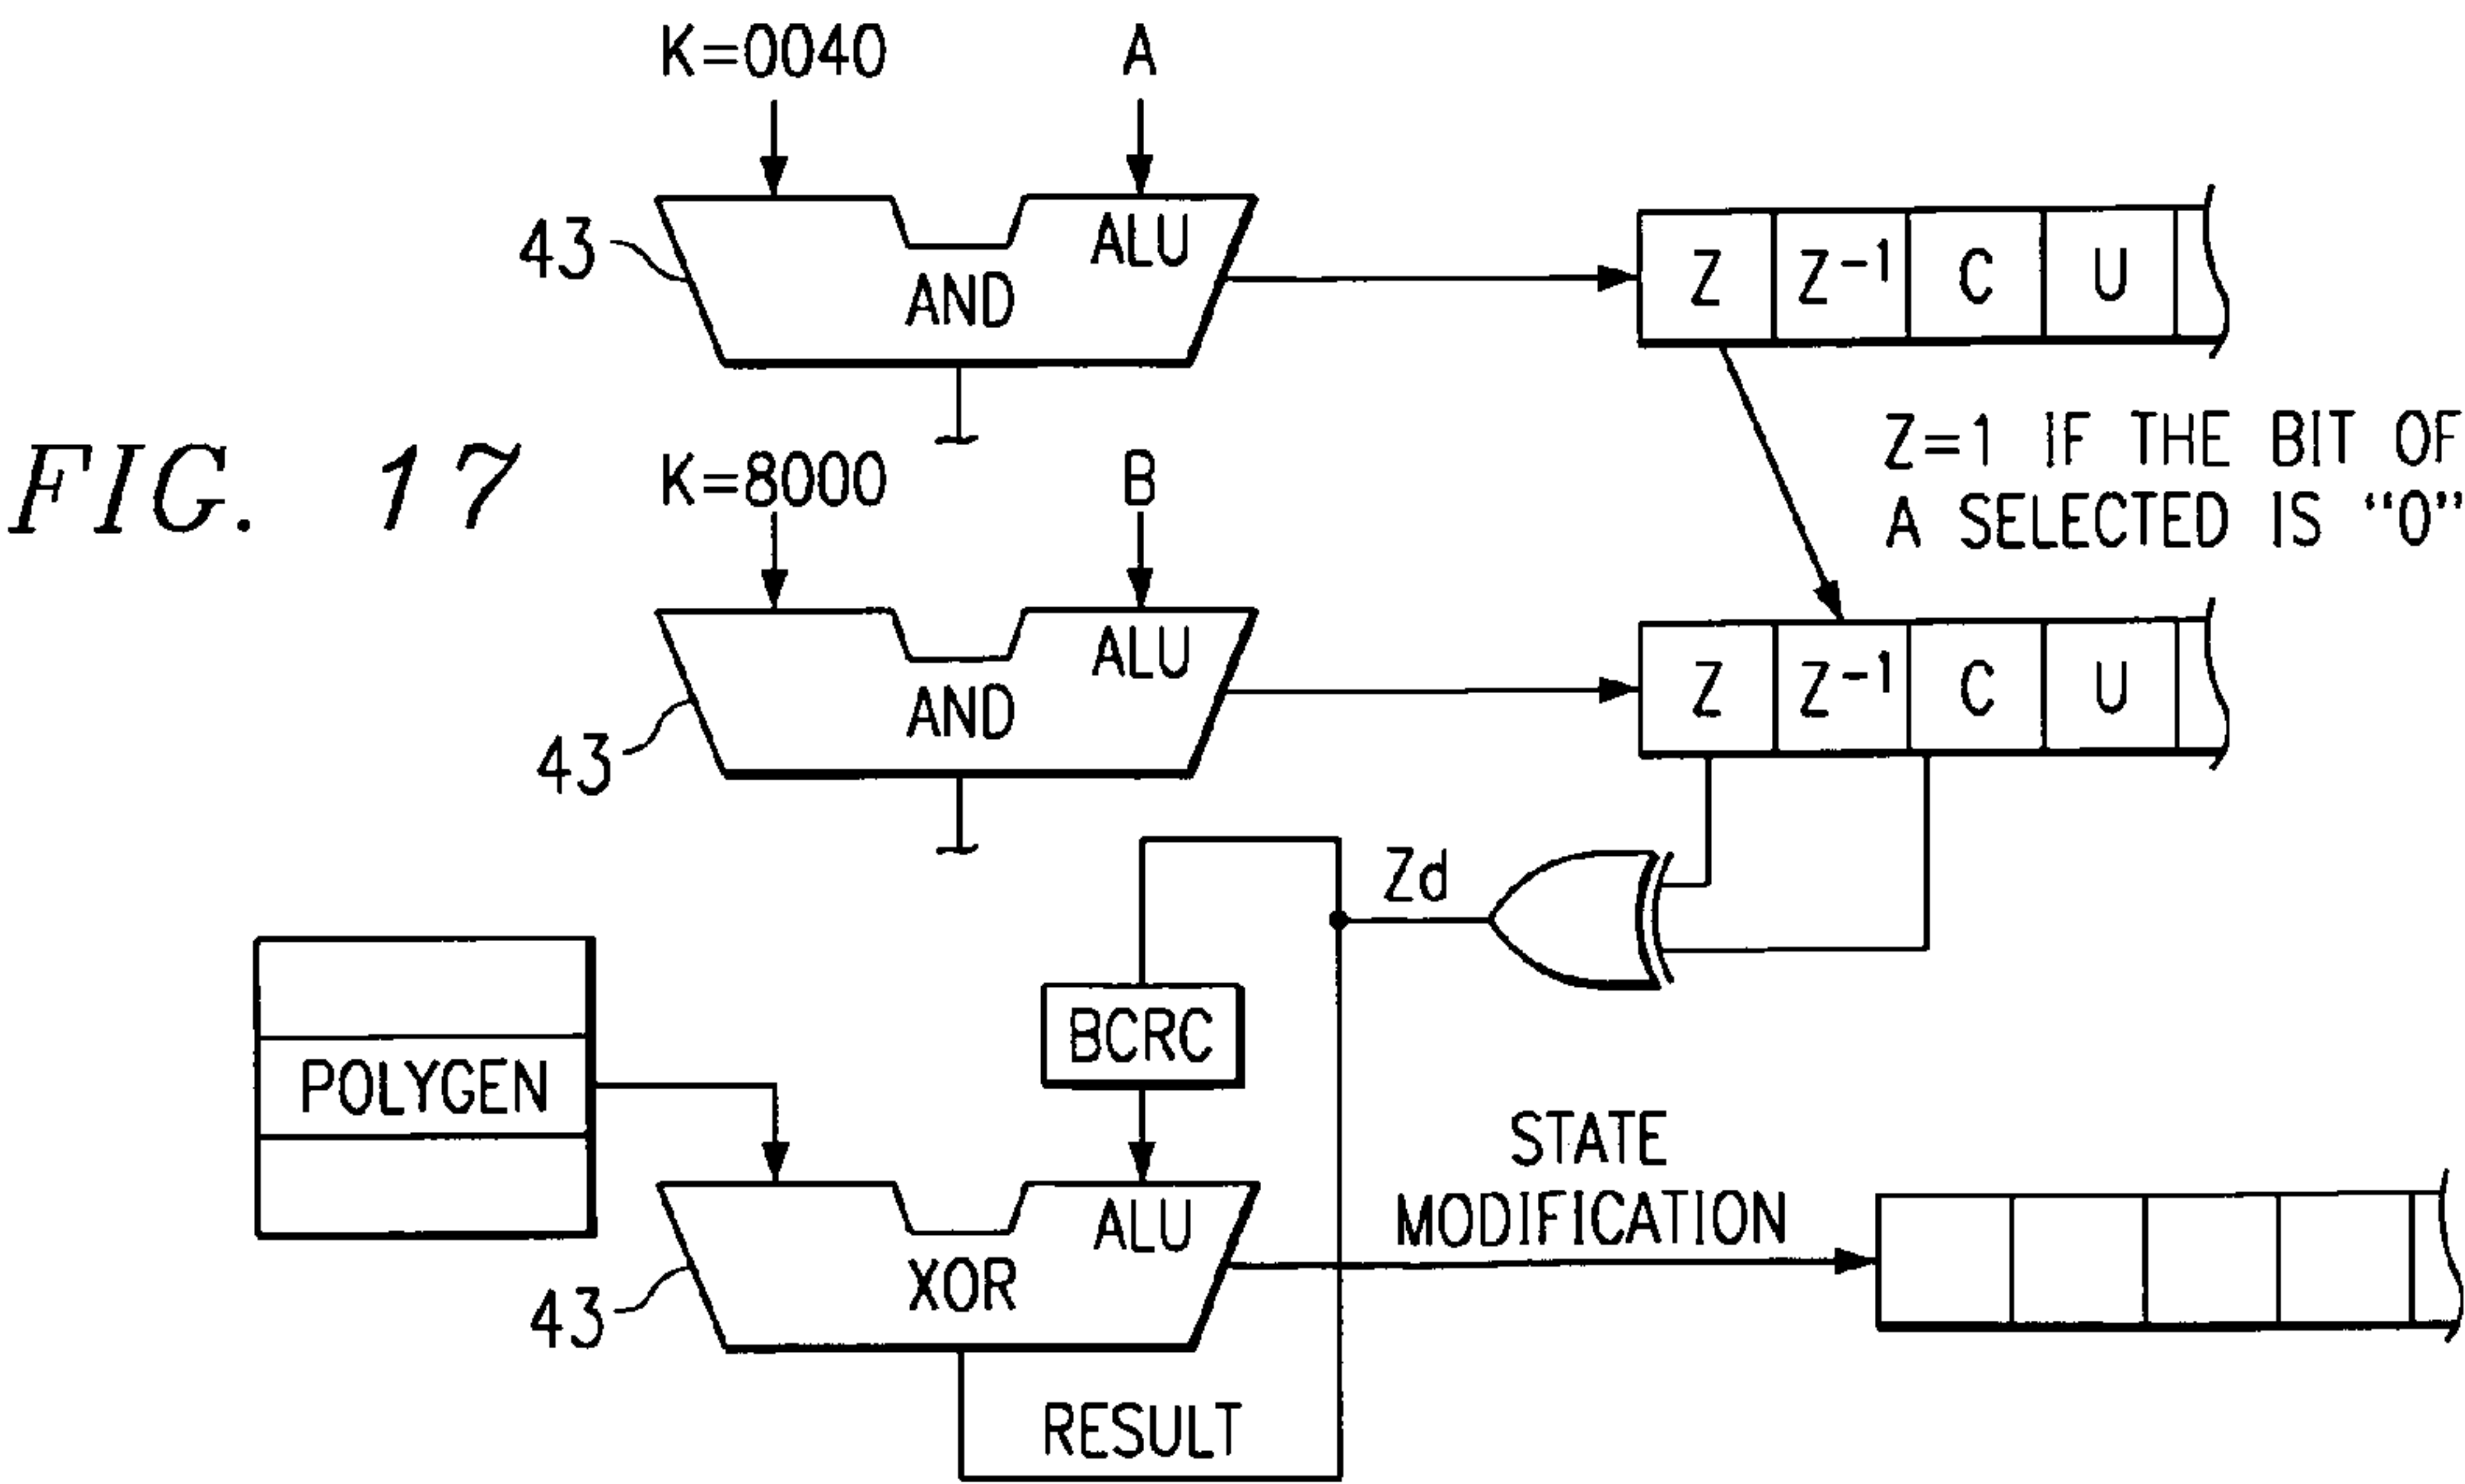 K=0040
A
43
ALU
AND
Z Z-1 C U
FIG. 17
Z=1 IF THE BIT OF
A SELECTED IS “0”
K=8000
B
43
ALU
AND
Z Z-1 C U
Zd
BCRC
POLYGEN
STATE
MODIFICATION
43
ALU
XOR
RESULT